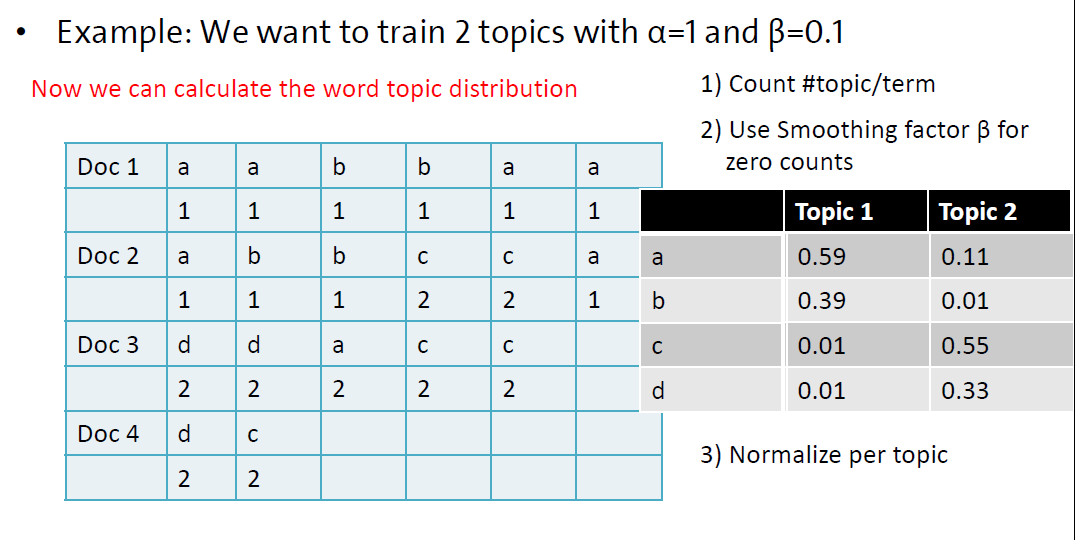 • Example: We want to train 2 topics with α=1 and β=0.1
Now we can calculate the word topic distribution
1) Count #topic/term
2) Use Smoothing factor β for
zero counts
Doc 1 a a b b a a
1 1 1 1 1 1
Doc 2 a b b c c a
1 1 1 2 2 1
Doc 3 d d a c c
2 2 2 2 2
Doc 4 d c
2 2
Topic 1 Topic 2
a 0.59 0.11
b 0.39 0.01
c 0.01 0.55
d 0.01 0.33
3) Normalize per topic